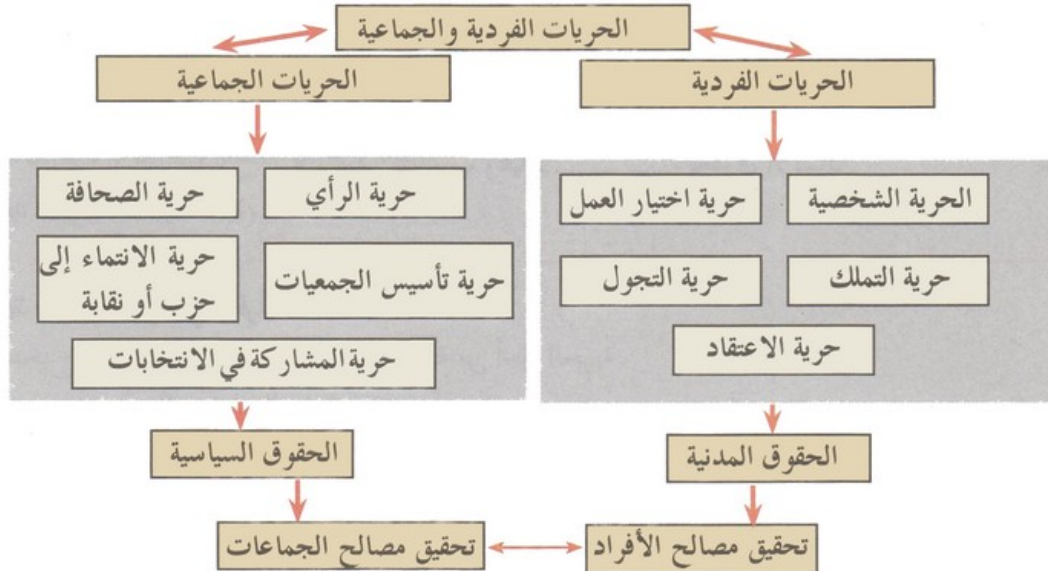 الحريات الفردية والجماعية
الحريات الفردية
الحريات الجماعية
الحرية الشخصية
حرية اختيار العمل
حرية التملك
حرية التجول
حرية الاعتقاد
حرية الرأي
حرية الصحافة
حرية تأسيس الجمعيات
حرية الانتماء إلى
حزب أو نقابة
حرية المشاركة في الانتخابات
الحقوق المدنية
الحقوق السياسية
تحقيق مصالح الأفراد
تحقيق مصالح الجماعات